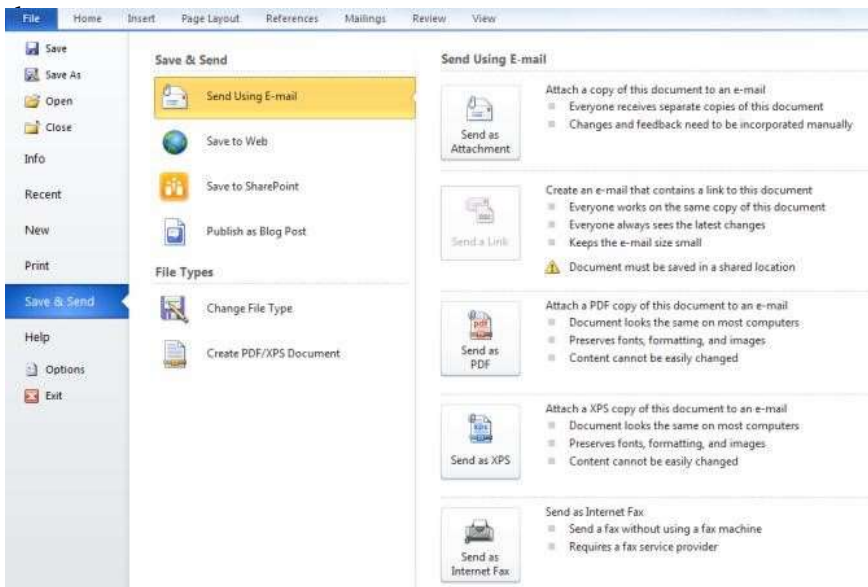 File Home Insert Page Layout References Mailings Review View
Save
Save As
Open
Close
Info
Recent
New
Print
Save & Send
Help
Options
Exit
Save & Send
Send Using E-mail
Save to Web
Save to SharePoint
Publish as Blog Post
File Types
Change File Type
Create PDF/XPS Document
Send Using E-mail
Send as
Attachment
Attach a copy of this document to an e-mail
Everyone receives separate copies of this document
Changes and feedback need to be incorporated manually
Send a Link
Create an e-mail that contains a link to this document
Everyone works on the same copy of this document
Everyone always sees the latest changes
Keeps the e-mail size small
Document must be saved in a shared location
Send as
PDF
Attach a PDF copy of this document to an e-mail
Document looks the same on most computers
Preserves fonts, formatting, and images
Content cannot be easily changed
Send as XPS
Attach a XPS copy of this document to an e-mail
Document looks the same on most computers
Preserves fonts, formatting, and images
Content cannot be easily changed
Send as
Internet Fax
Send as Internet Fax
Send a fax without using a fax machine
Requires a fax service provider